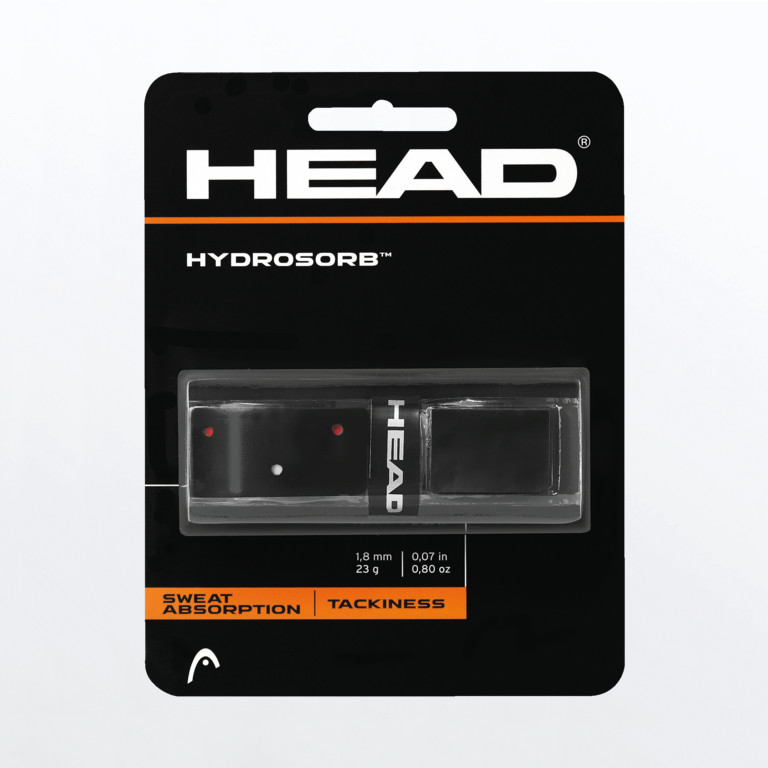 HEAD®
HYDROSORB™
HEAD
1,8 mm | 0,07 in
23 g | 0,80 oz
SWEAT
ABSORPTION | TACKINESS